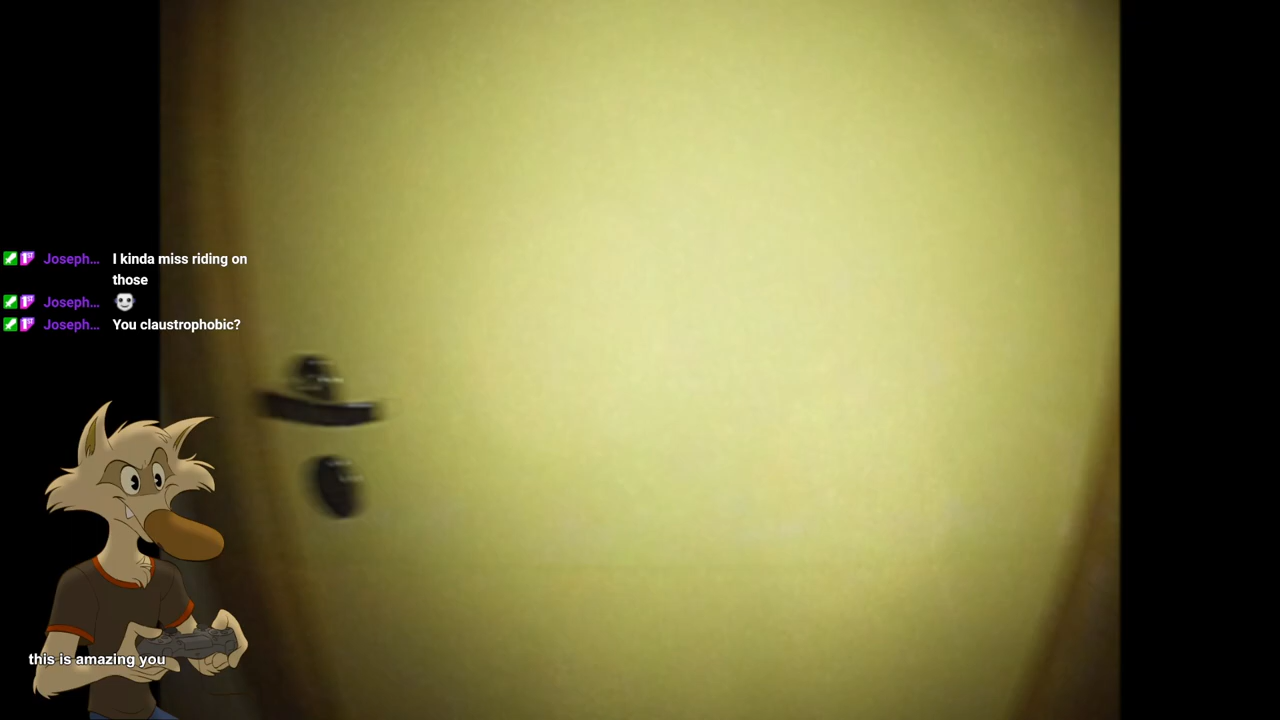 Joseph... I kinda miss riding on
those
Joseph...
Joseph... You claustrophobic?
this is amazing you